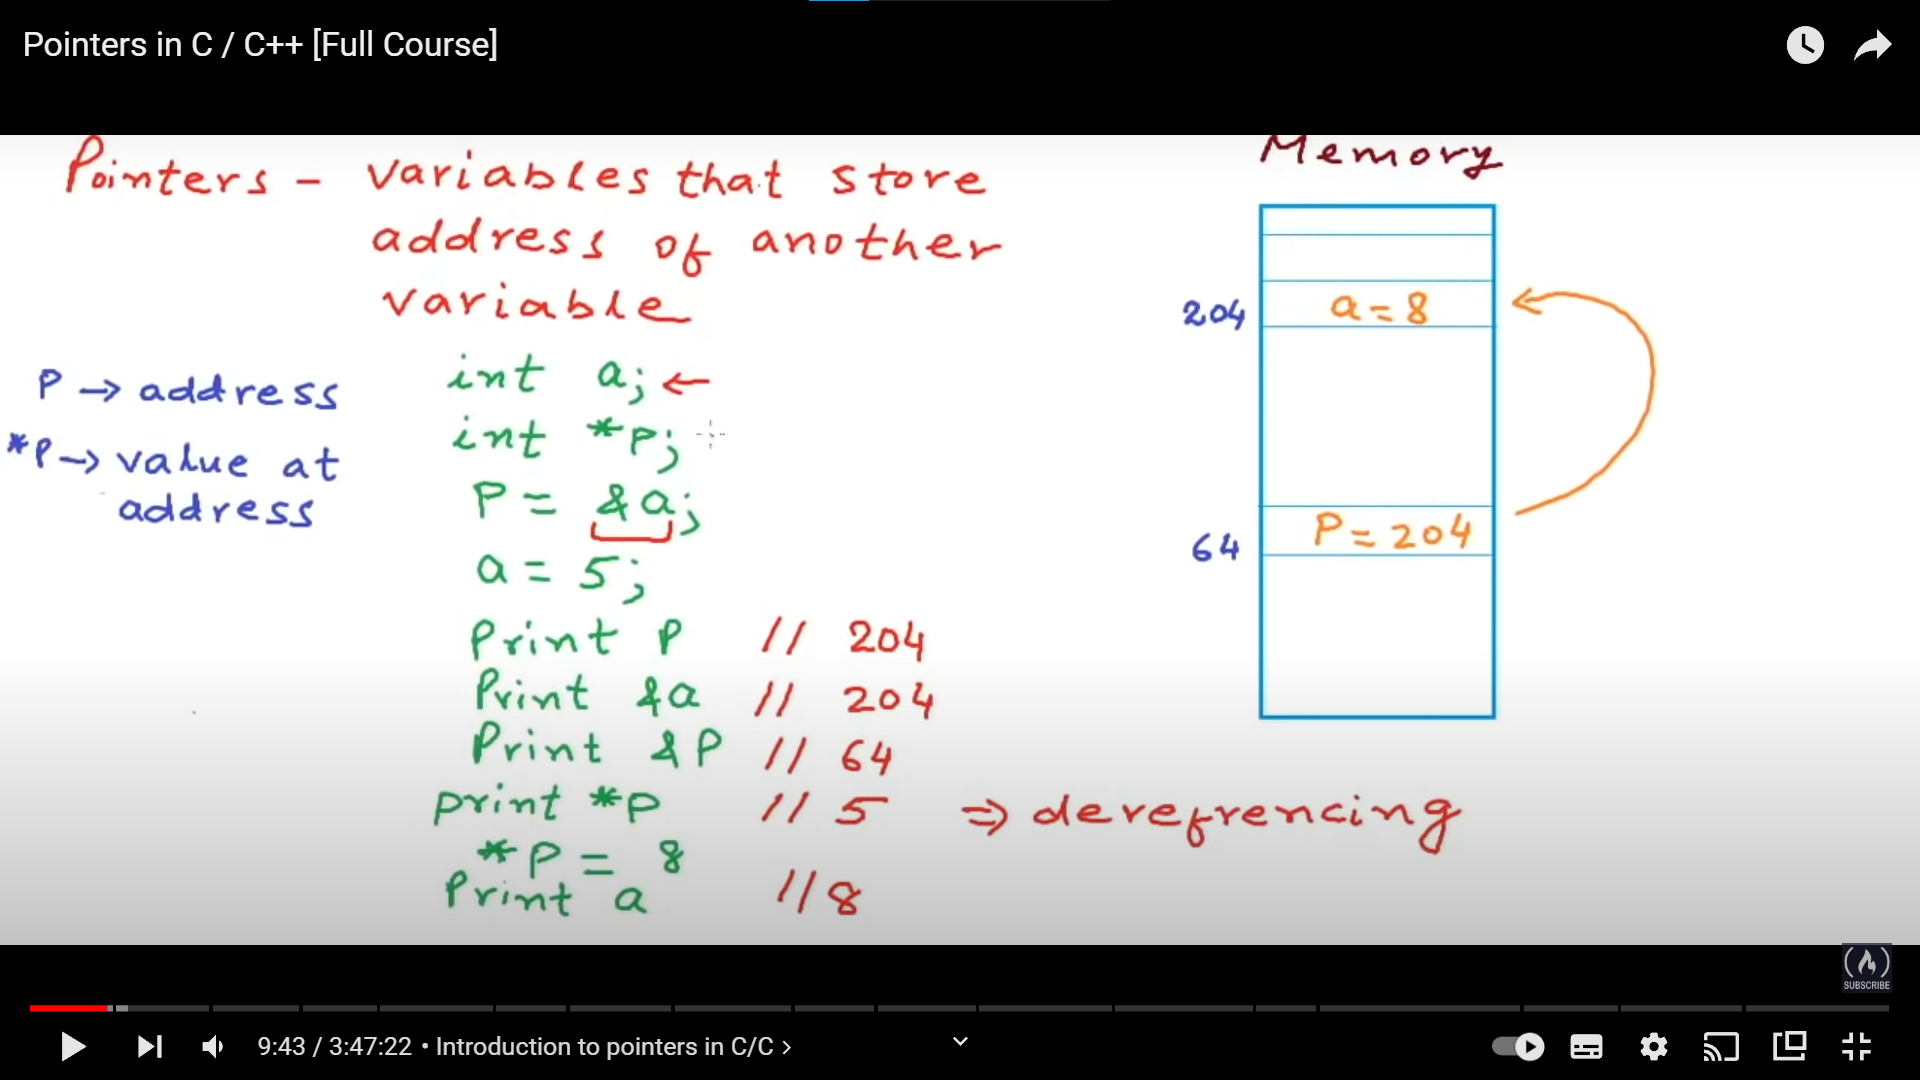 Pointers in C / C++ [Full Course]
Pointers - variables that store
address of another
variable
P → address
*P → value at
address
int a; ←
int *P;
P = &a;
a = 5;
Print P // 204
Print &a // 204
Print &P // 64
print *P // 5 ⇒ derefrencing
*P = 8
Print a // 8
Memory
204 a = 8
64 P = 204
SUBSCRIBE
9:43 / 3:47:22 • Introduction to pointers in C/C >